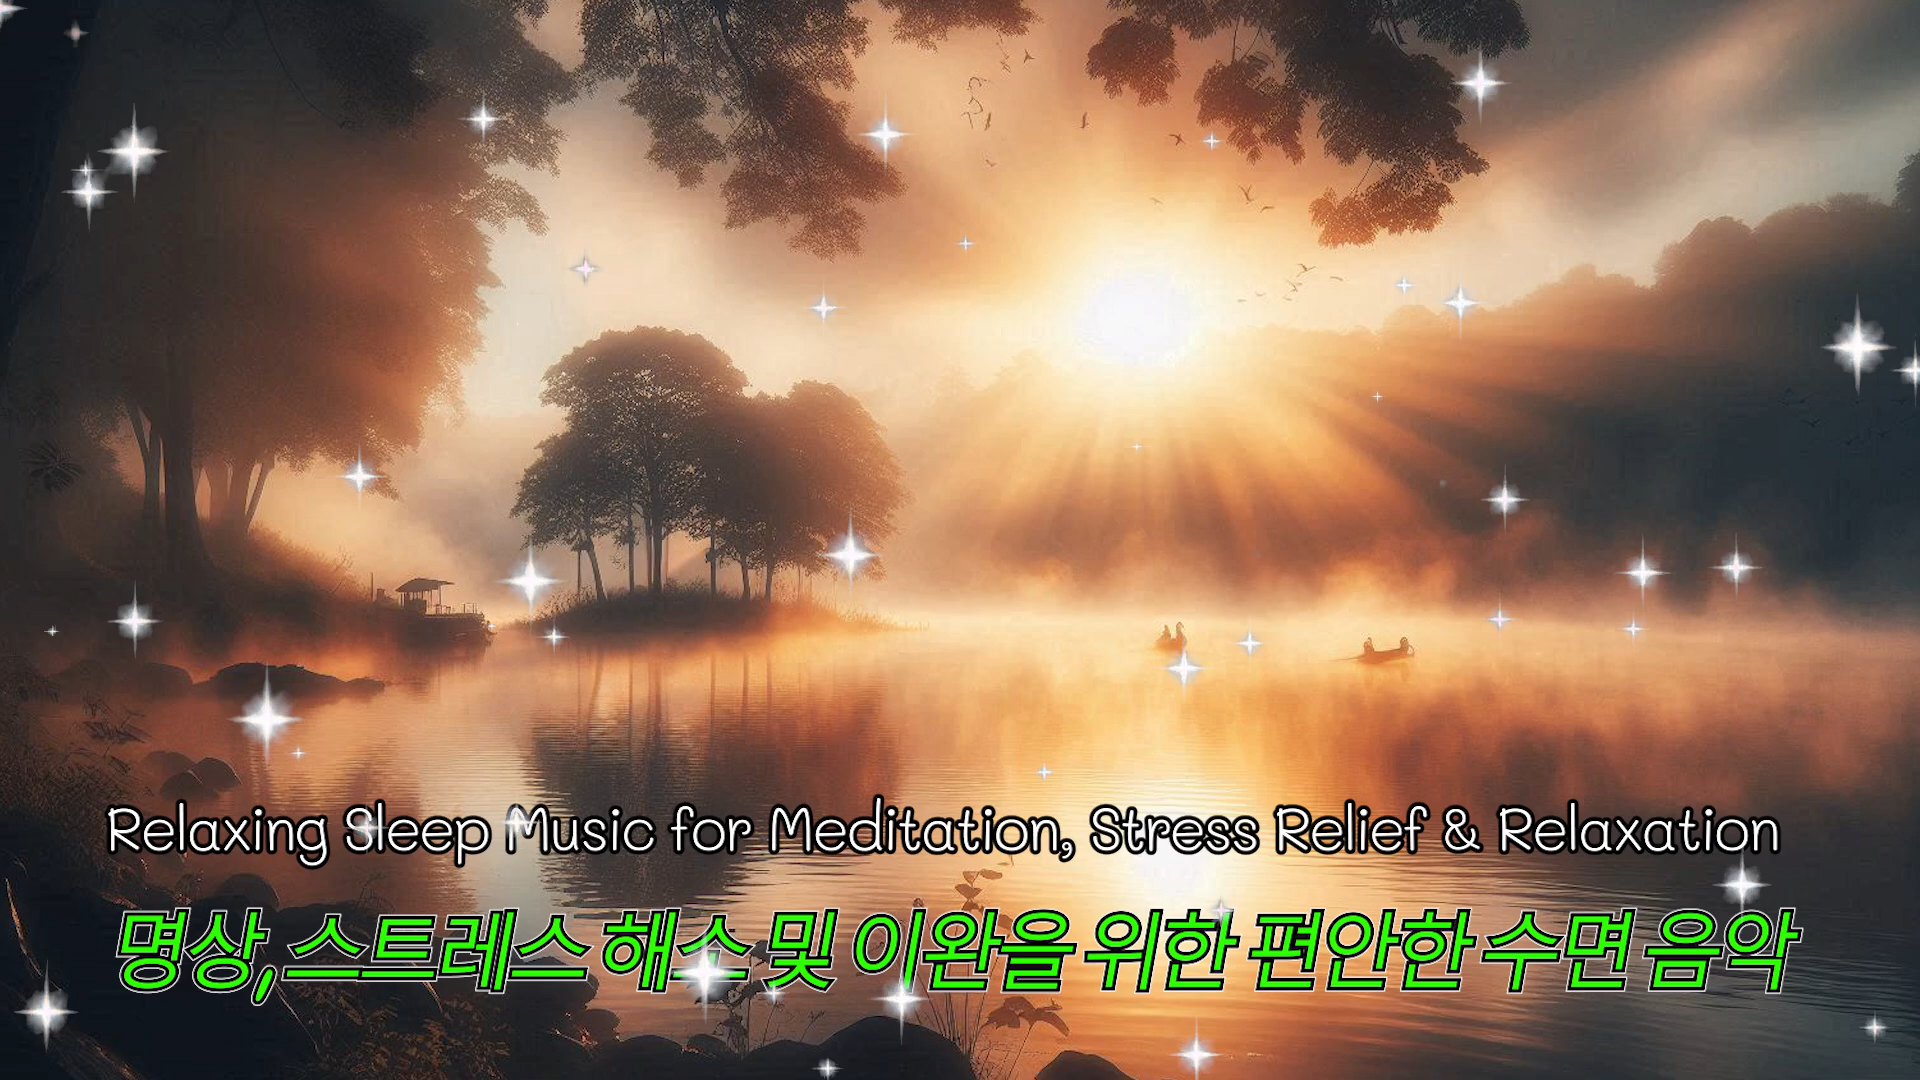 Relaxing Sleep Music for Meditation, Stress Relief & Relaxation
명상, 스트레스 해소 및 이완을 위한 편안한 수면 음악